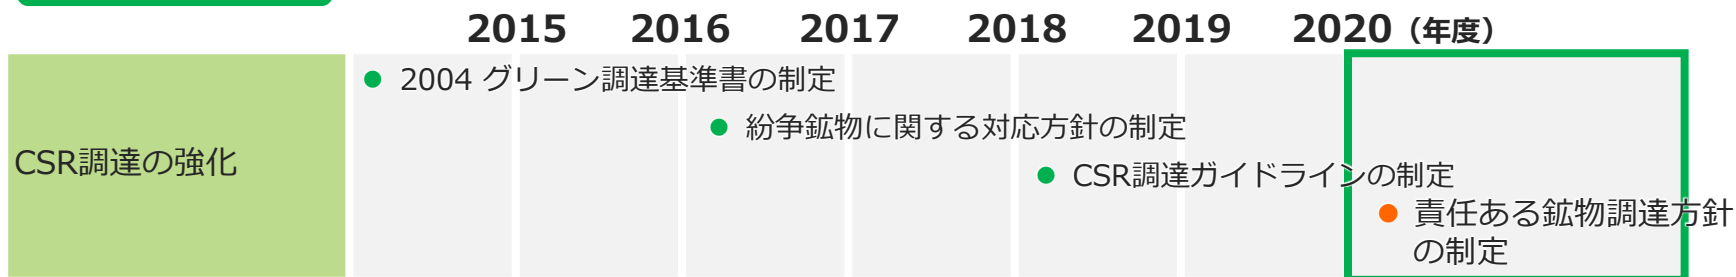 2015 2016 2017 2018 2019 2020（年度）
CSR調達の強化
● 2004 グリーン調達基準書の制定
● 紛争鉱物に関する対応方針の制定
● CSR調達ガイドラインの制定
● 責任ある鉱物調達方針
の制定